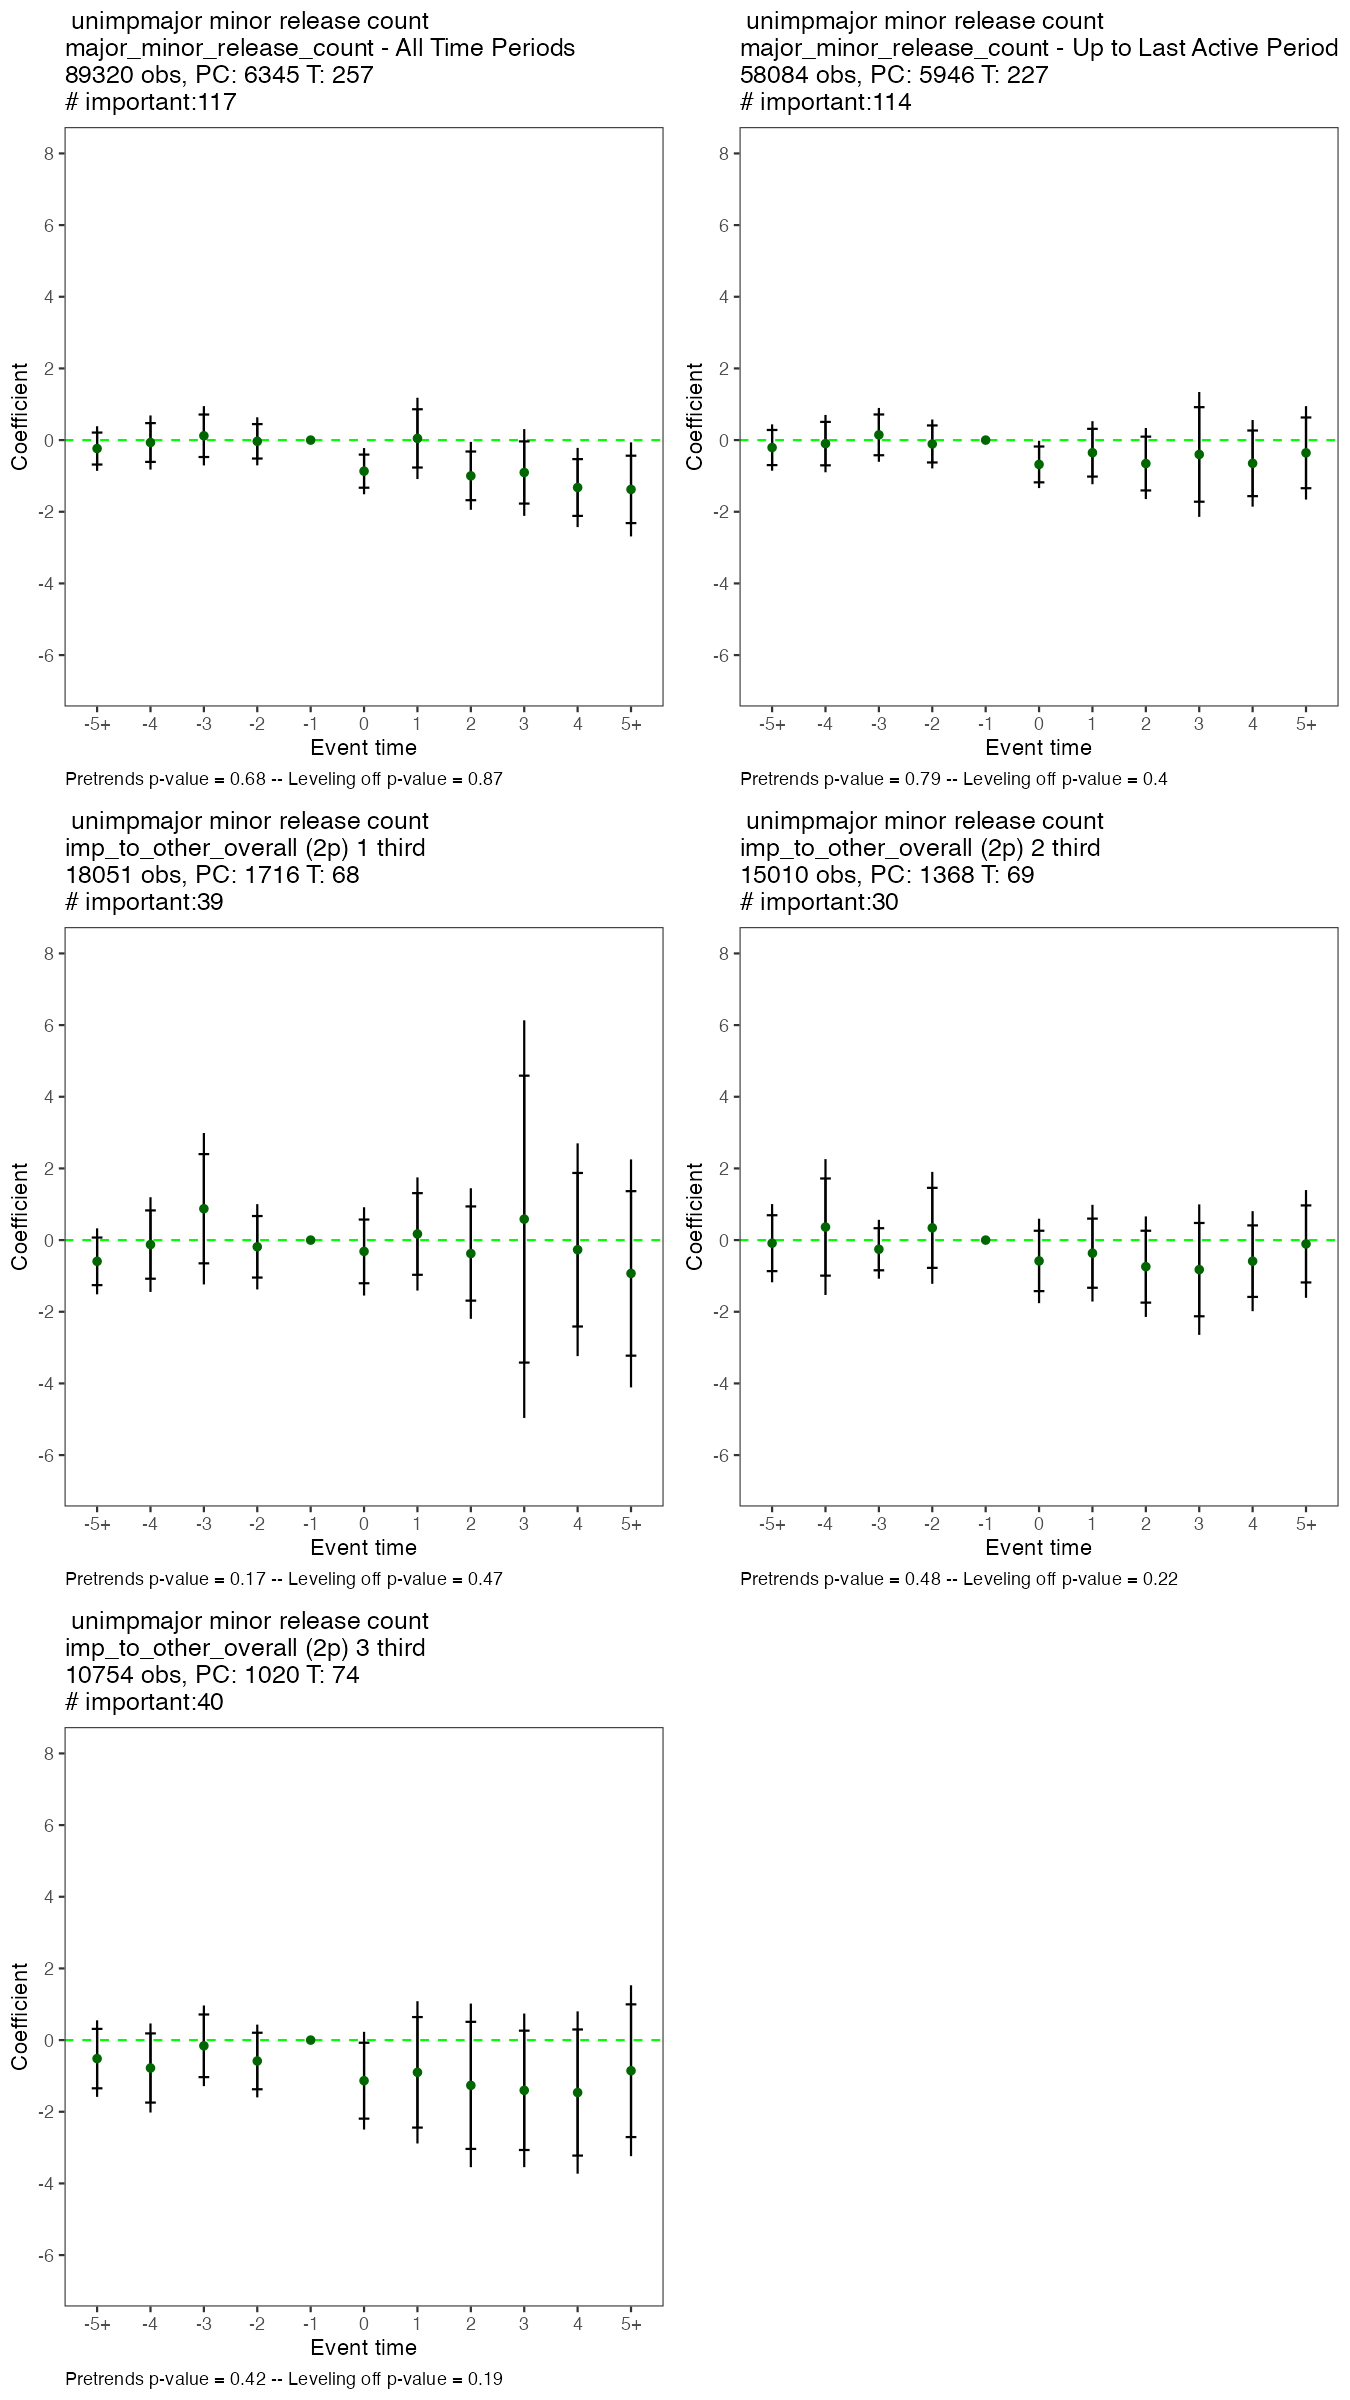 unimpmajor minor release count
major_minor_release_count - All Time Periods
89320 obs, PC: 6345 T: 257
# important:117
8
6
4
2
0
-2
-4
-6
Coefficient
-5+ -4 -3 -2 -1 0 1 2 3 4 5+
Event time
Pretrends p-value = 0.68 -- Leveling off p-value = 0.87
unimpmajor minor release count
major_minor_release_count - Up to Last Active Period
58084 obs, PC: 5946 T: 227
# important:114
8
6
4
2
0
-2
-4
-6
Coefficient
-5+ -4 -3 -2 -1 0 1 2 3 4 5+
Event time
Pretrends p-value = 0.79 -- Leveling off p-value = 0.4
unimpmajor minor release count
imp_to_other_overall (2p) 1 third
18051 obs, PC: 1716 T: 68
# important:39
8
6
4
2
0
-2
-4
-6
Coefficient
-5+ -4 -3 -2 -1 0 1 2 3 4 5+
Event time
Pretrends p-value = 0.17 -- Leveling off p-value = 0.47
unimpmajor minor release count
imp_to_other_overall (2p) 2 third
15010 obs, PC: 1368 T: 69
# important:30
8
6
4
2
0
-2
-4
-6
Coefficient
-5+ -4 -3 -2 -1 0 1 2 3 4 5+
Event time
Pretrends p-value = 0.48 -- Leveling off p-value = 0.22
unimpmajor minor release count
imp_to_other_overall (2p) 3 third
10754 obs, PC: 1020 T: 74
# important:40
8
6
4
2
0
-2
-4
-6
Coefficient
-5+ -4 -3 -2 -1 0 1 2 3 4 5+
Event time
Pretrends p-value = 0.42 -- Leveling off p-value = 0.19